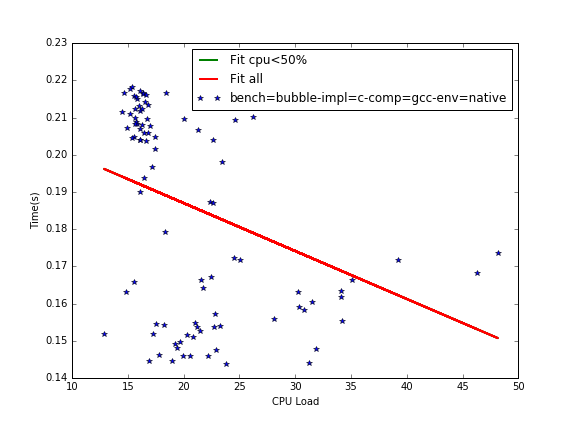 0.23
0.22
0.21
0.20
0.19
0.18
0.17
0.16
0.15
0.14
Time(s)
Fit cpu<50%
Fit all
bench=bubble-impl=c-comp=gcc-env=native
10 15 20 25 30 35 40 45 50
CPU Load